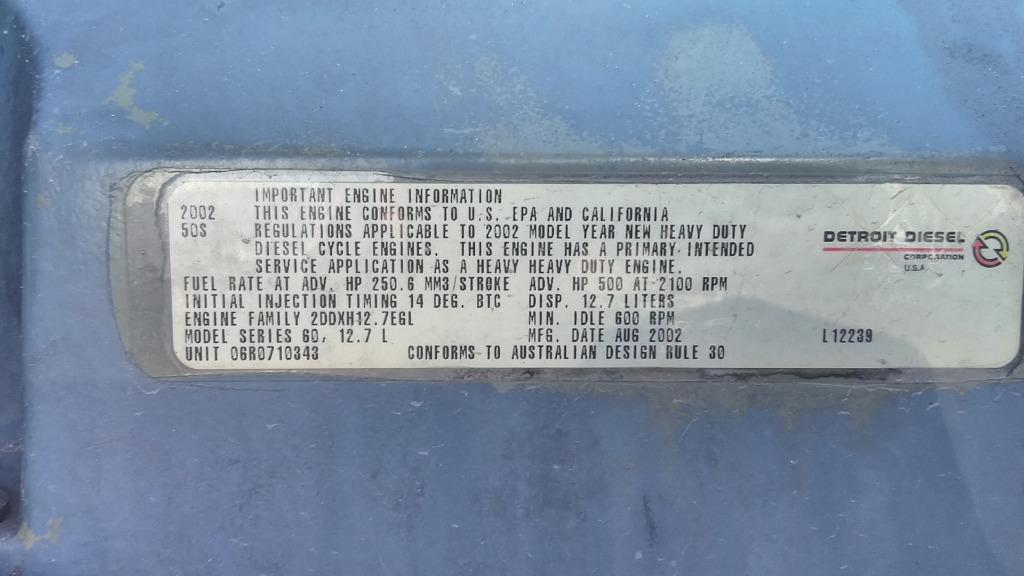 IMPORTANT ENGINE INFORMATION
2002 THIS ENGINE CONFORMS TO U.S. EPA AND CALIFORNIA
50S REGULATIONS APPLICABLE TO 2002 MODEL YEAR NEW HEAVY DUTY
DIESEL CYCLE ENGINES. THIS ENGINE HAS A PRIMARY INTENDED
SERVICE APPLICATION AS A HEAVY HEAVY DUTY ENGINE.
FUEL RATE AT ADV. HP 250.6 MM3/STROKE ADV. HP 500 AT 2100 RPM
INITIAL INJECTION TIMING 14 DEG. BTC DISP. 12.7 LITERS
ENGINE FAMILY 2DDXH12.7EGL MIN. IDLE 600 RPM
MODEL SERIES 60, 12.7 L MFG. DATE AUG 2002 L12239
UNIT 06R0710343 CONFORMS TO AUSTRALIAN DESIGN RULE 30
DETROIT DIESEL
CORPORATION
U.S.A.